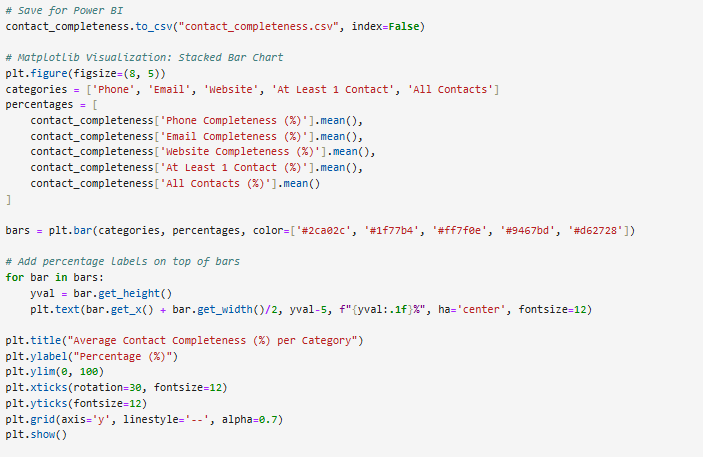 # Save for Power BI
contact_completeness.to_csv("contact_completeness.csv", index=False)

# Matplotlib Visualization: Stacked Bar Chart
plt.figure(figsize=(8, 5))
categories = ['Phone', 'Email', 'Website', 'At Least 1 Contact', 'All Contacts']
percentages = [
    contact_completeness['Phone Completeness (%)'].mean(),
    contact_completeness['Email Completeness (%)'].mean(),
    contact_completeness['Website Completeness (%)'].mean(),
    contact_completeness['At Least 1 Contact (%)'].mean(),
    contact_completeness['All Contacts (%)'].mean()
]

bars = plt.bar(categories, percentages, color=['#2ca02c', '#1f77b4', '#ff7f0e', '#9467bd', '#d62728'])

# Add percentage labels on top of bars
for bar in bars:
    yval = bar.get_height()
    plt.text(bar.get_x() + bar.get_width()/2, yval-5, f"{yval:.1f}%", ha='center', fontsize=12)

plt.title("Average Contact Completeness (%) per Category")
plt.ylabel("Percentage (%)")
plt.ylim(0, 100)
plt.xticks(rotation=30, fontsize=12)
plt.yticks(fontsize=12)
plt.grid(axis='y', linestyle='--', alpha=0.7)
plt.show()